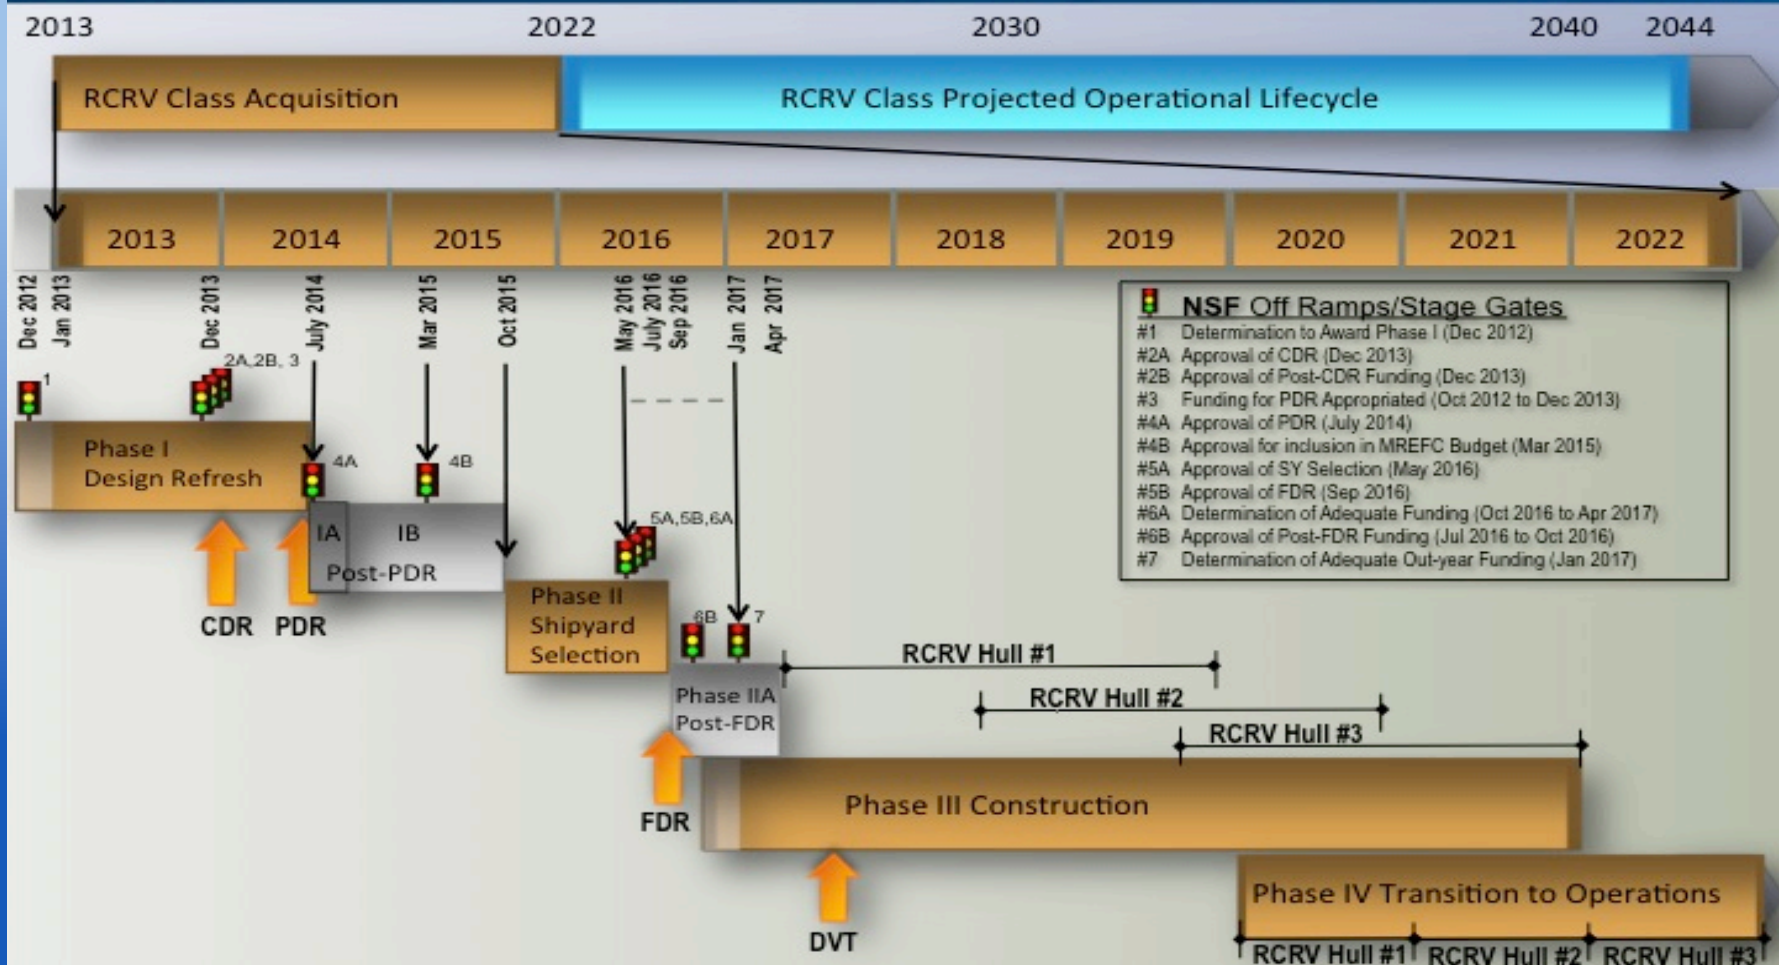 2013 2022 2030 2040 2044
RCRV Class Acquisition
RCRV Class Projected Operational Lifecycle
2013 2014 2015 2016 2017 2018 2019 2020 2021 2022
Dec 2012
Jan 2013
Dec 2013
July 2014
Mar 2015
Oct 2015
May 2016
July 2016
Sep 2016
Jan 2017
Apr 2017
NSF Off Ramps/Stage Gates
#1 Determination to Award Phase I (Dec 2012)
#2A Approval of CDR (Dec 2013)
#2B Approval of Post-CDR Funding (Dec 2013)
#3 Funding for PDR Appropriated (Oct 2012 to Dec 2013)
#4A Approval of PDR (July 2014)
#4B Approval for inclusion in MREFC Budget (Mar 2015)
#5A Approval of SY Selection (May 2016)
#5B Approval of FDR (Sep 2016)
#6A Determination of Adequate Funding (Oct 2016 to Apr 2017)
#6B Approval of Post-FDR Funding (Jul 2016 to Oct 2016)
#7 Determination of Adequate Out-year Funding (Jan 2017)
1
2A,2B, 3
Phase I
Design Refresh
4A
4B
IA
IB
Post-PDR
CDR
PDR
5A,5B,6A
Phase II
Shipyard
Selection
6B
7
Phase IIA
Post-FDR
FDR
RCRV Hull #1
RCRV Hull #2
RCRV Hull #3
Phase III Construction
DVT
Phase IV Transition to Operations
RCRV Hull #1
RCRV Hull #2
RCRV Hull #3